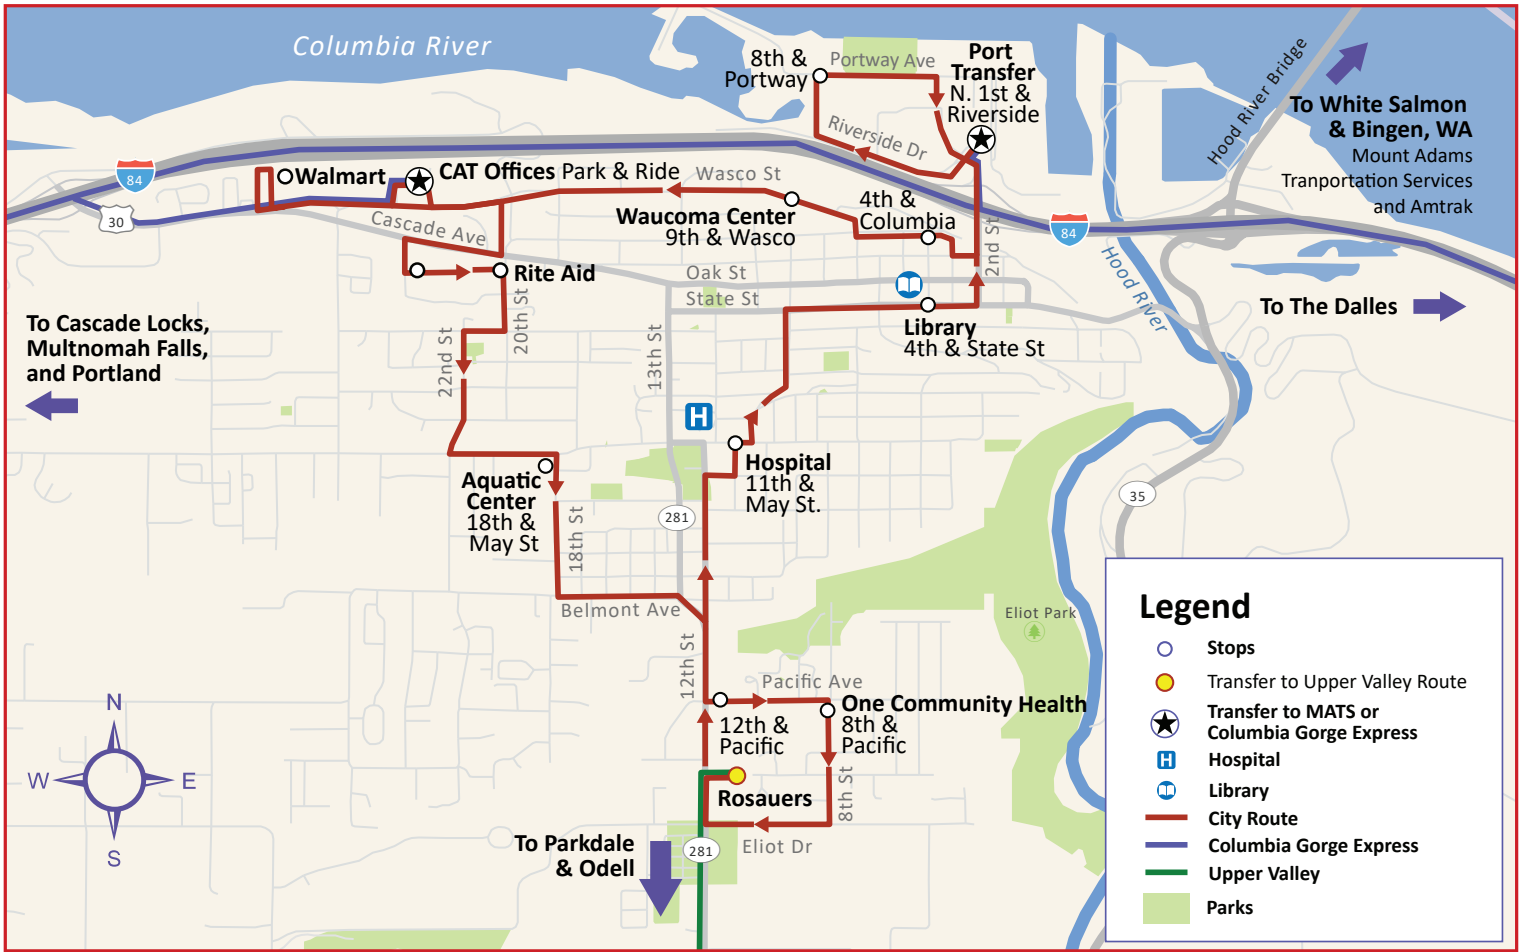 Columbia River
8th &
Portway
Portway Ave
Port
Transfer
N. 1st &
Riverside
Riverside Dr
Hood River Bridge
To White Salmon
& Bingen, WA
Mount Adams
Tranportation Services
and Amtrak
84
30
Walmart
CAT Offices Park & Ride
Wasco St
Cascade Ave
Waucoma Center
9th & Wasco
4th &
Columbia
2nd St
84
Hood River
Rite Aid
Oak St
State St
Library
4th & State St
To The Dalles
To Cascade Locks,
Multnomah Falls,
and Portland
20th St
22nd St
13th St
H
Hospital
11th &
May St.
Aquatic
Center
18th &
May St
18th St
281
35
Belmont Ave
12th St
Eliot Park
Pacific Ave
12th &
Pacific
One Community Health
8th &
Pacific
8th St
Rosauers
Eliot Dr
281
To Parkdale
& Odell
N
W
E
S
Legend
Stops
Transfer to Upper Valley Route
Transfer to MATS or
Columbia Gorge Express
H
Hospital
Library
City Route
Columbia Gorge Express
Upper Valley
Parks